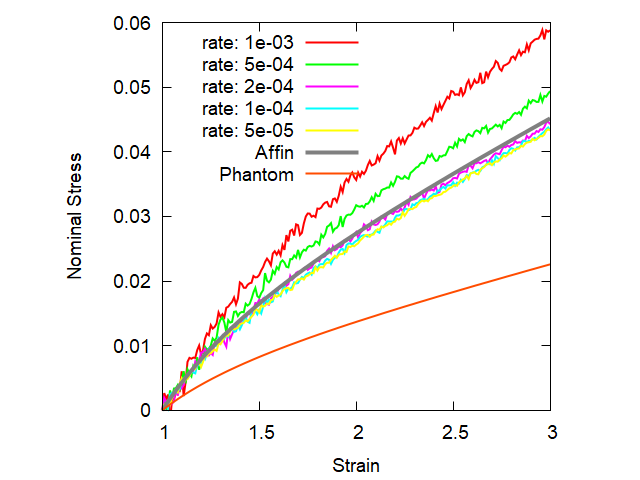 0.06
0.05
0.04
0.03
0.02
0.01
0
Nominal Stress
rate: 1e-03
rate: 5e-04
rate: 2e-04
rate: 1e-04
rate: 5e-05
Affin
Phantom
1 1.5 2 2.5 3
Strain